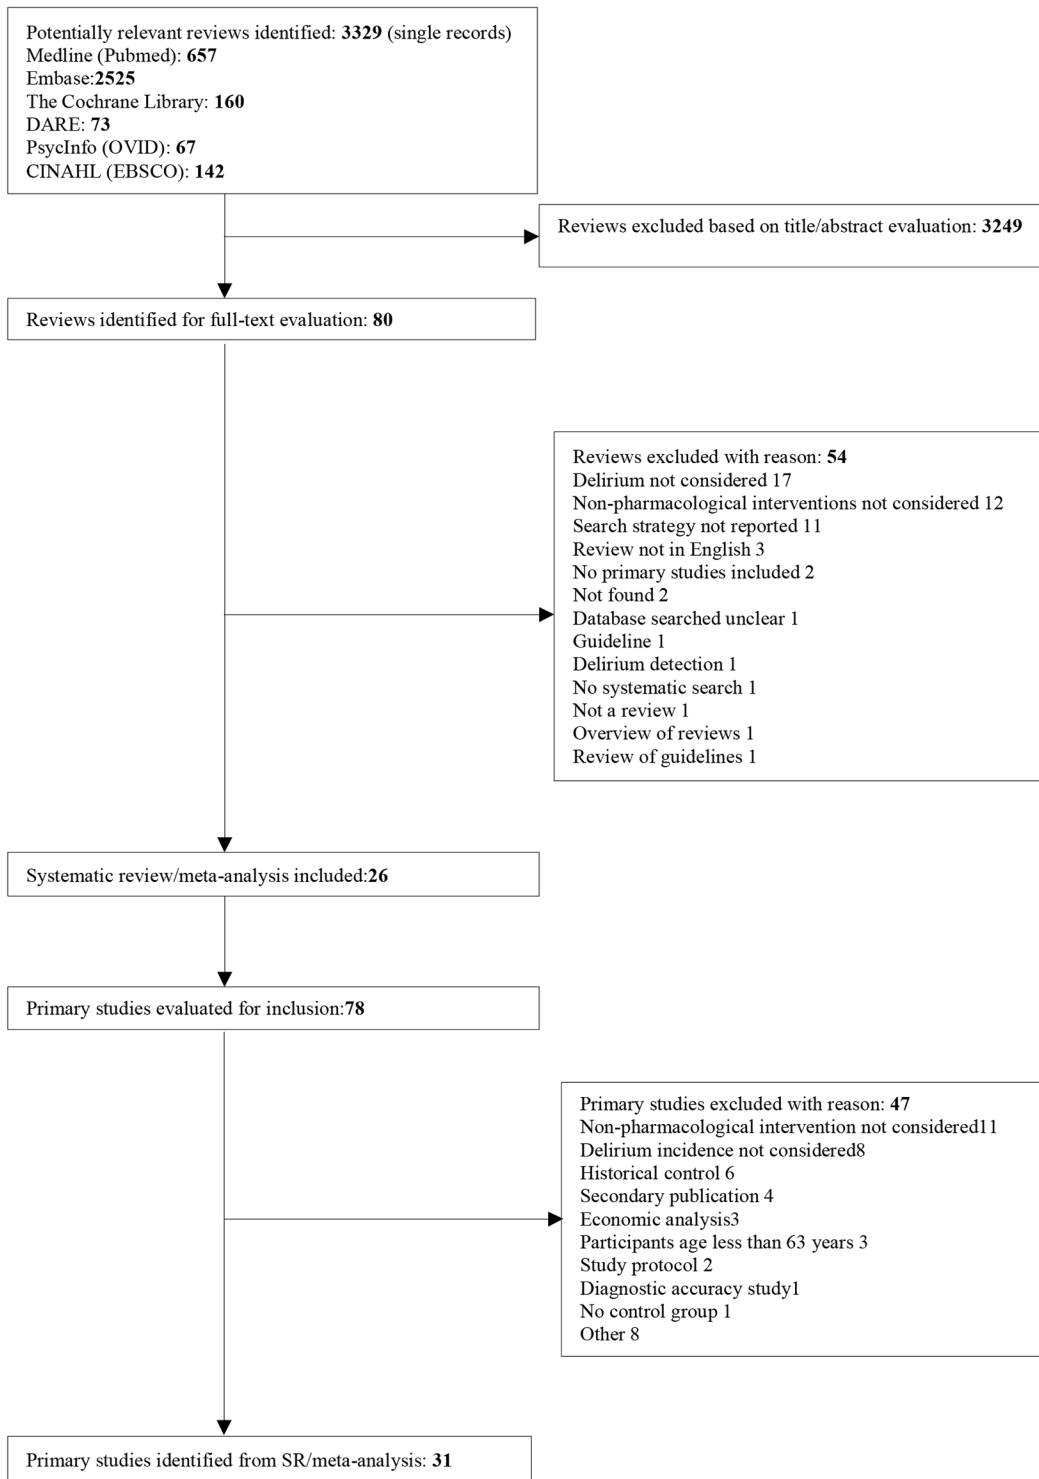 Potentially relevant reviews identified: 3329 (single records)
Medline (Pubmed): 657
Embase:2525
The Cochrane Library: 160
DARE: 73
PsycInfo (OVID): 67
CINAHL (EBSCO): 142
Reviews excluded based on title/abstract evaluation: 3249
Reviews identified for full-text evaluation: 80
Reviews excluded with reason: 54
Delirium not considered 17
Non-pharmacological interventions not considered 12
Search strategy not reported 11
Review not in English 3
No primary studies included 2
Not found 2
Database searched unclear 1
Guideline 1
Delirium detection 1
No systematic search 1
Not a review 1
Overview of reviews 1
Review of guidelines 1
Systematic review/meta-analysis included:26
Primary studies evaluated for inclusion:78
Primary studies excluded with reason: 47
Non-pharmacological intervention not considered11
Delirium incidence not considered8
Historical control 6
Secondary publication 4
Economic analysis3
Participants age less than 63 years 3
Study protocol 2
Diagnostic accuracy study1
No control group 1
Other 8
Primary studies identified from SR/meta-analysis: 31